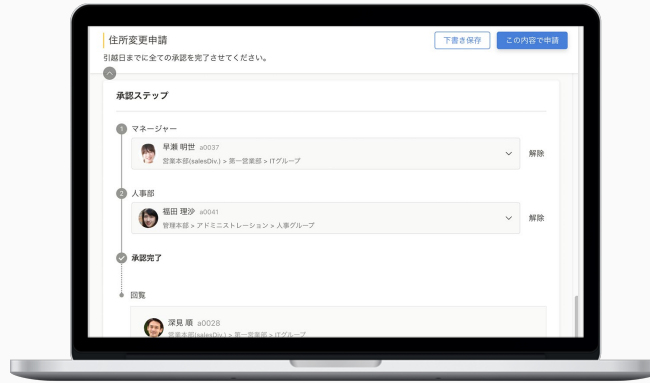 住所変更申請
下書き保存
この内容で申請
引越日までに全ての承認を完了させてください。
承認ステップ
1 マネージャー
早瀬 明世 a0037
営業本部(salesDiv.) > 第一営業部 > ITグループ
解除
2 人事部
福田 理沙 a0041
管理本部 > アドミニストレーション > 人事グループ
解除
承認完了
回覧
深見 順 a0028
営業本部(salesDiv.) > 第一営業部 > ITグループ